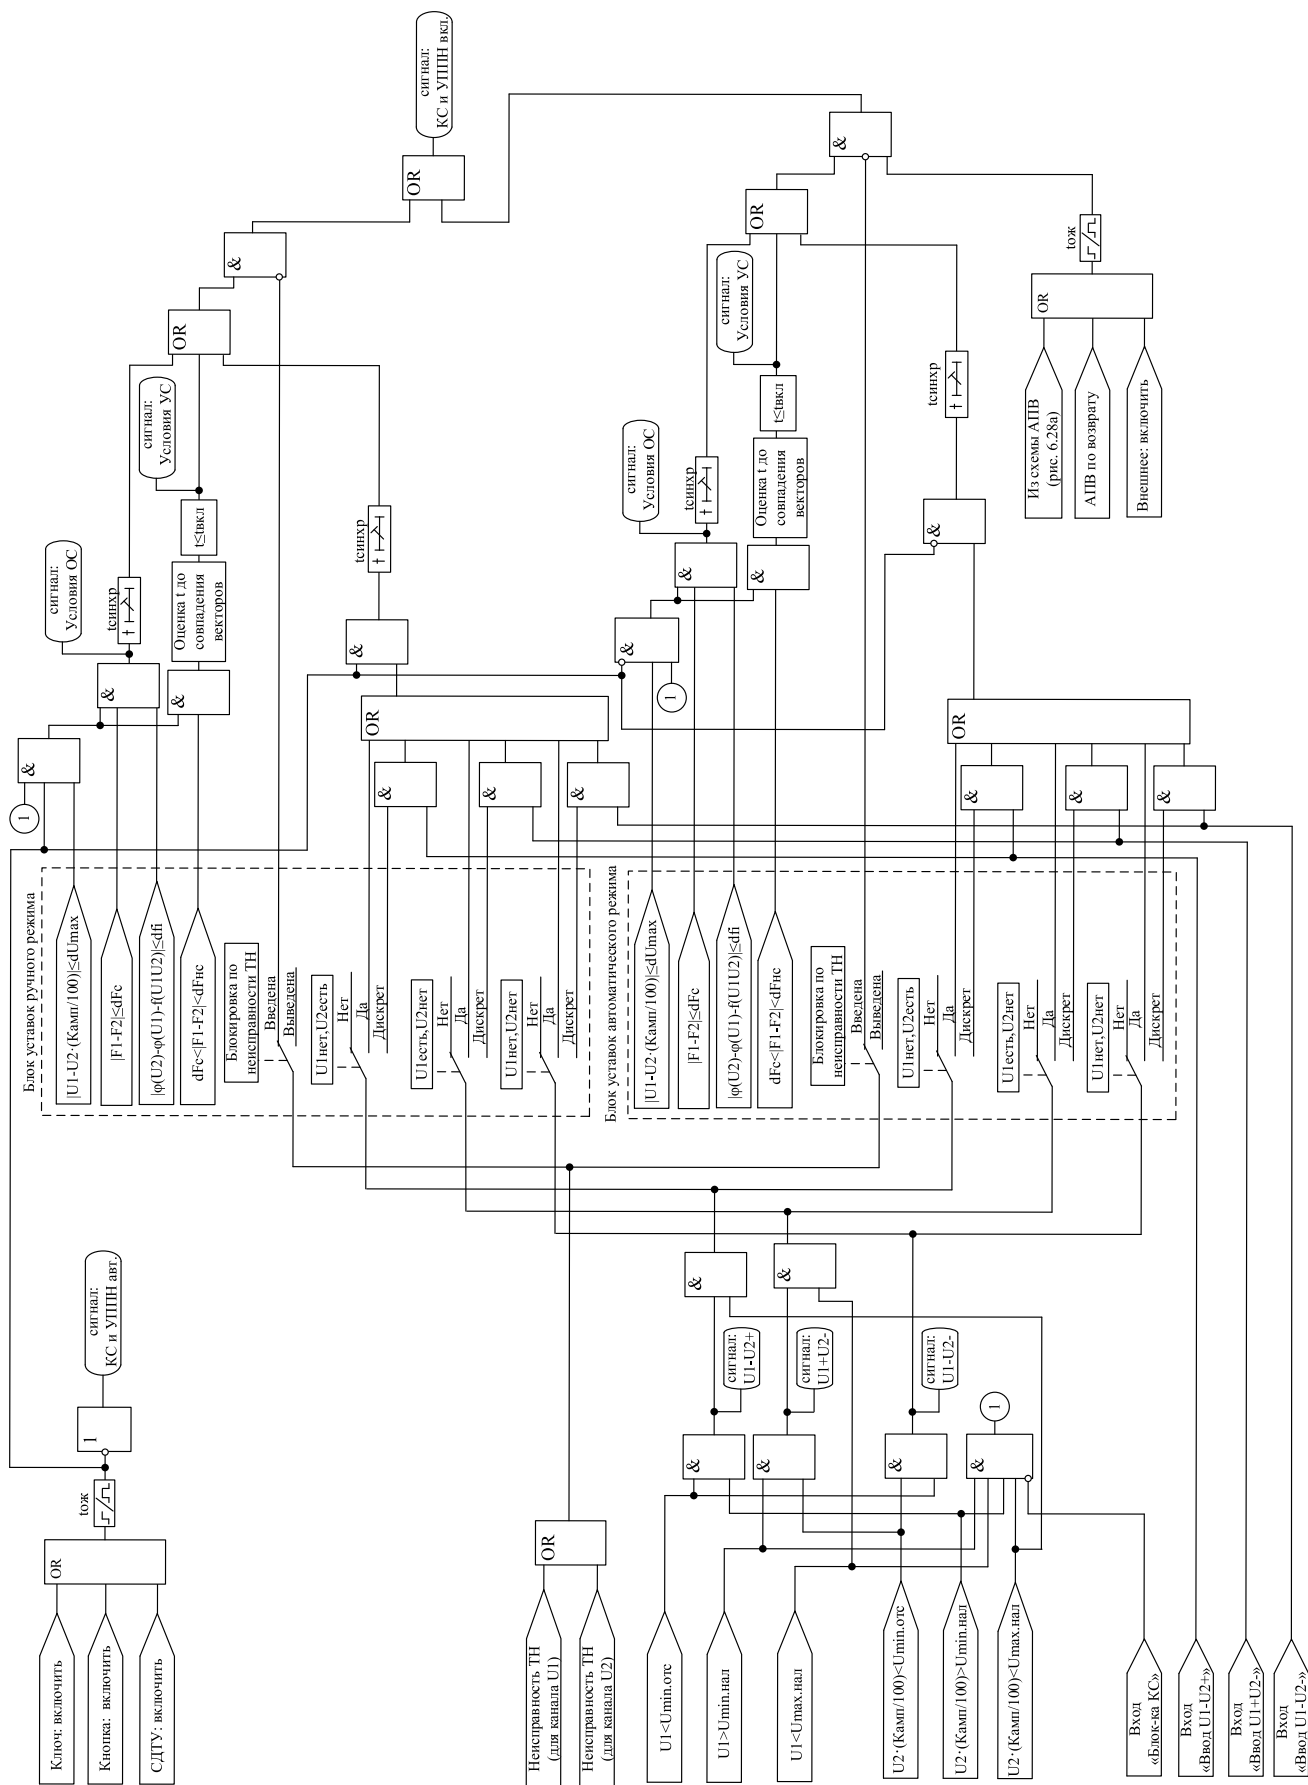 Ключ: включить
Кнопка: включить
СДТУ: включить
OR
tож
1
сигнал:
КС и УППН авт.
Блок уставок ручного режима
|U1-U2·(Kамп/100)|≤dUmax
|F1-F2|≤dFc
|φ(U2)-φ(U1)-f(U1U2)|≤dfi
dFc<|F1-F2|<dFнс
Блокировка по
неисправности ТН
Введена
Выведена
U1нет,U2есть
Нет
Да
Дискрет
U1есть,U2нет
Нет
Да
Дискрет
U1нет,U2нет
Нет
Да
Дискрет
1
&
&
&
сигнал:
Условия ОС
tсинхр
Оценка t до
совпадения
векторов
t≤tвкл
сигнал:
Условия УС
OR
&
OR
сигнал:
КС и УППН вкл.
OR
&
&
&
&
tсинхр
Неисправность ТН
(для канала U1)
Неисправность ТН
(для канала U2)
OR
U1<Umin.отс
U1>Umin.нал
U1<Umax.нал
U2·(Kамп/100)<Umin.отс
U2·(Kамп/100)>Umin.нал
U2·(Kамп/100)<Umax.нал
Вход
«Блок-ка КС»
Вход
«Ввод U1-U2+»
Вход
«Ввод U1+U2-»
Вход
«Ввод U1-U2-»
&
&
&
&
1
сигнал:
U1-U2+
сигнал:
U1+U2-
сигнал:
U1-U2-
&
&
Блок уставок автоматического режима
|U1-U2·(Kамп/100)|≤dUmax
|F1-F2|≤dFc
|φ(U2)-φ(U1)-f(U1U2)|≤dfi
dFc<|F1-F2|<dFнс
Блокировка по
неисправности ТН
Введена
Выведена
U1нет,U2есть
Нет
Да
Дискрет
U1есть,U2нет
Нет
Да
Дискрет
U1нет,U2нет
Нет
Да
Дискрет
&
1
&
&
сигнал:
Условия ОС
tсинхр
Оценка t до
совпадения
векторов
t≤tвкл
сигнал:
Условия УС
OR
&
OR
&
&
&
&
tсинхр
Из схемы АПВ
(рис. 6.28а)
АПВ по возврату
Внешнее: включить
OR
tож